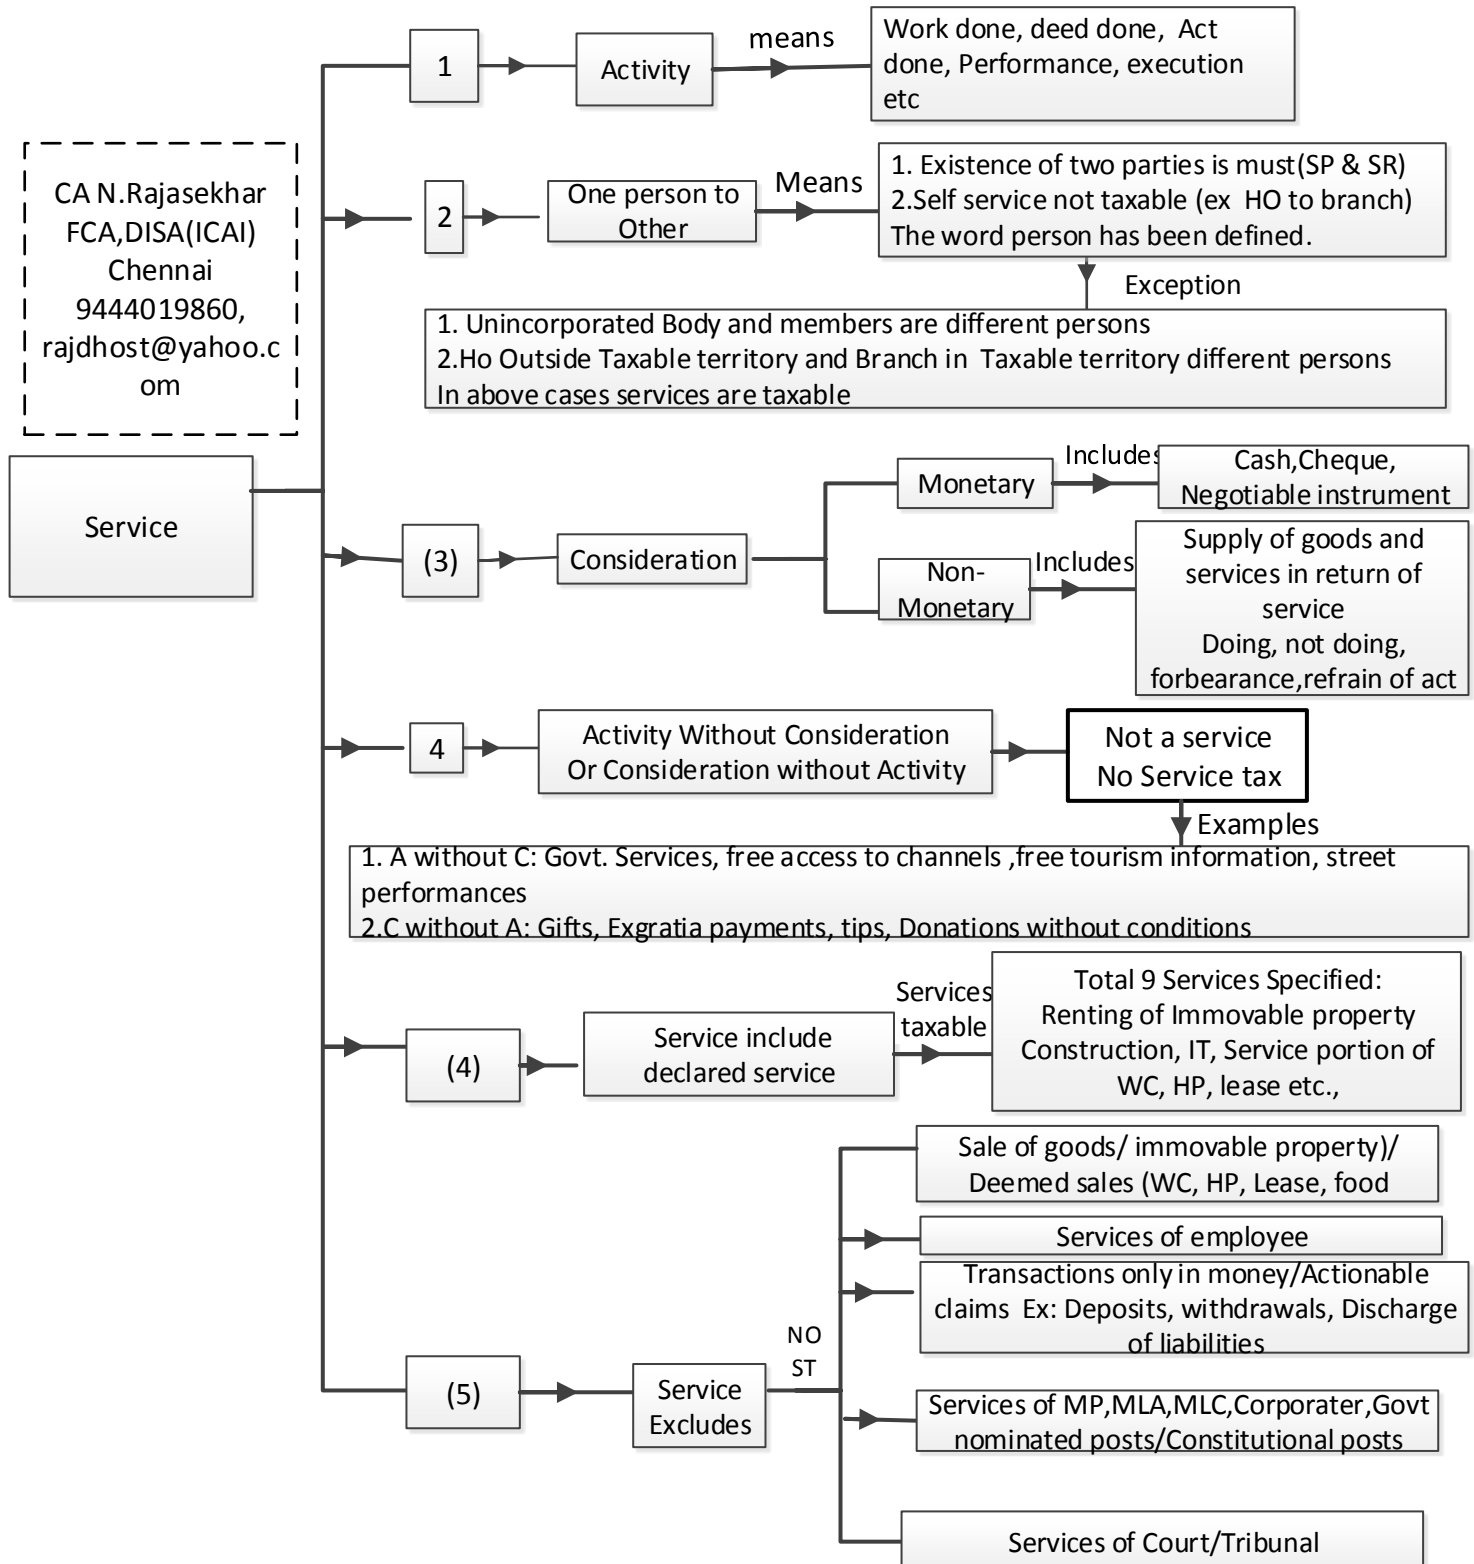 1
Activity
means
Work done, deed done, Act
done, Performance, execution
etc
CA N.Rajasekhar
FCA,DISA(ICAI)
Chennai
9444019860,
rajdhost@yahoo.c
om
2
One person to
Other
Means
1. Existence of two parties is must(SP & SR)
2.Self service not taxable (ex HO to branch)
The word person has been defined.
Exception
1. Unincorporated Body and members are different persons
2.Ho Outside Taxable territory and Branch in Taxable territory different persons
In above cases services are taxable
Service
(3)
Consideration
Monetary
Includes
Cash,Cheque,
Negotiable instrument
Non-
Monetary
Includes
Supply of goods and
services in return of
service
Doing, not doing,
forbearance,refrain of act
4
Activity Without Consideration
Or Consideration without Activity
Not a service
No Service tax
Examples
1. A without C: Govt. Services, free access to channels ,free tourism information, street
performances
2.C without A: Gifts, Exgratia payments, tips, Donations without conditions
(4)
Service include
declared service
Services
taxable
Total 9 Services Specified:
Renting of Immovable property
Construction, IT, Service portion of
WC, HP, lease etc.,
(5)
Service
Excludes
NO
ST
Sale of goods/ immovable property)/
Deemed sales (WC, HP, Lease, food
Services of employee
Transactions only in money/Actionable
claims Ex: Deposits, withdrawals, Discharge
of liabilities
Services of MP,MLA,MLC,Corporater,Govt
nominated posts/Constitutional posts
Services of Court/Tribunal